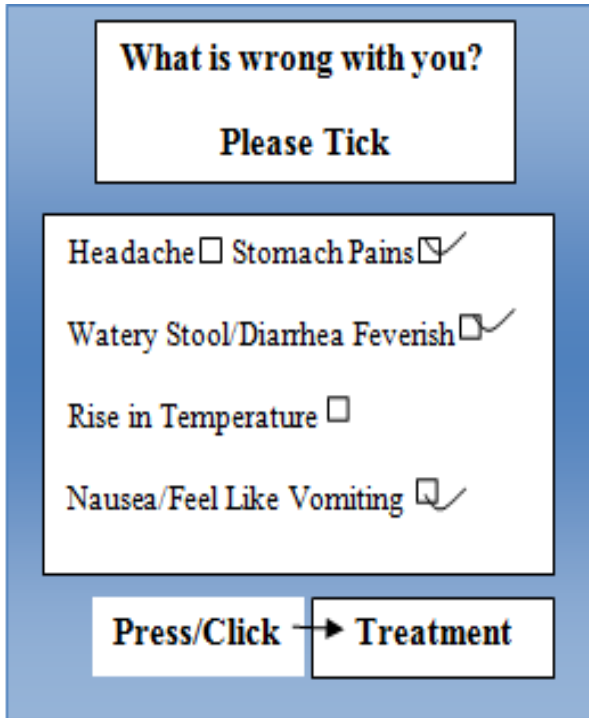 What is wrong with you?
Please Tick
Headache Stomach Pains
Watery Stool/Diarrhea Feverish
Rise in Temperature
Nausea/Feel Like Vomiting
Press/Click Treatment